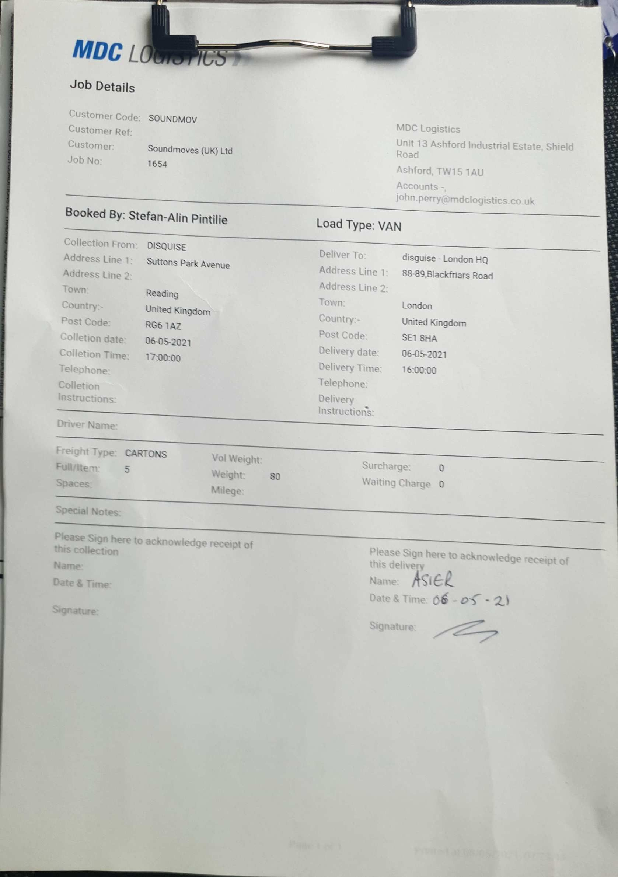 MDC LOGISTICS
Job Details
Customer Code: SOUNDMOV
Customer Ref:
Customer: Soundmoves (UK) Ltd
Job No: 1654
MDC Logistics
Unit 13 Ashford Industrial Estate, Shield
Road
Ashford, TW15 1AU
Accounts -,
john.perry@mdclogistics.co.uk
Booked By: Stefan-Alin Pintilie
Collection From: DISQUISE
Address Line 1: Suttons Park Avenue
Address Line 2:
Town: Reading
Country:- United Kingdom
Post Code: RG6 1AZ
Colletion date: 06-05-2021
Colletion Time: 17:00:00
Telephone:
Colletion
Instructions:
Load Type: VAN
Deliver To: disguise - London HQ
Address Line 1: 88-89,Blackfriars Road
Address Line 2:
Town: London
Country:- United Kingdom
Post Code: SE1 8HA
Delivery date: 06-05-2021
Delivery Time: 16:00:00
Telephone:
Delivery
Instructions:
Driver Name:
Freight Type: CARTONS
Full/Item: 5
Spaces:
Vol Weight:
Weight: 80
Milege:
Surcharge: 0
Waiting Charge 0
Special Notes:
Please Sign here to acknowledge receipt of
this collection
Name:
Date & Time:
Signature:
Please Sign here to acknowledge receipt of
this delivery
Name: ASIER
Date & Time: 06-05-21
Signature: